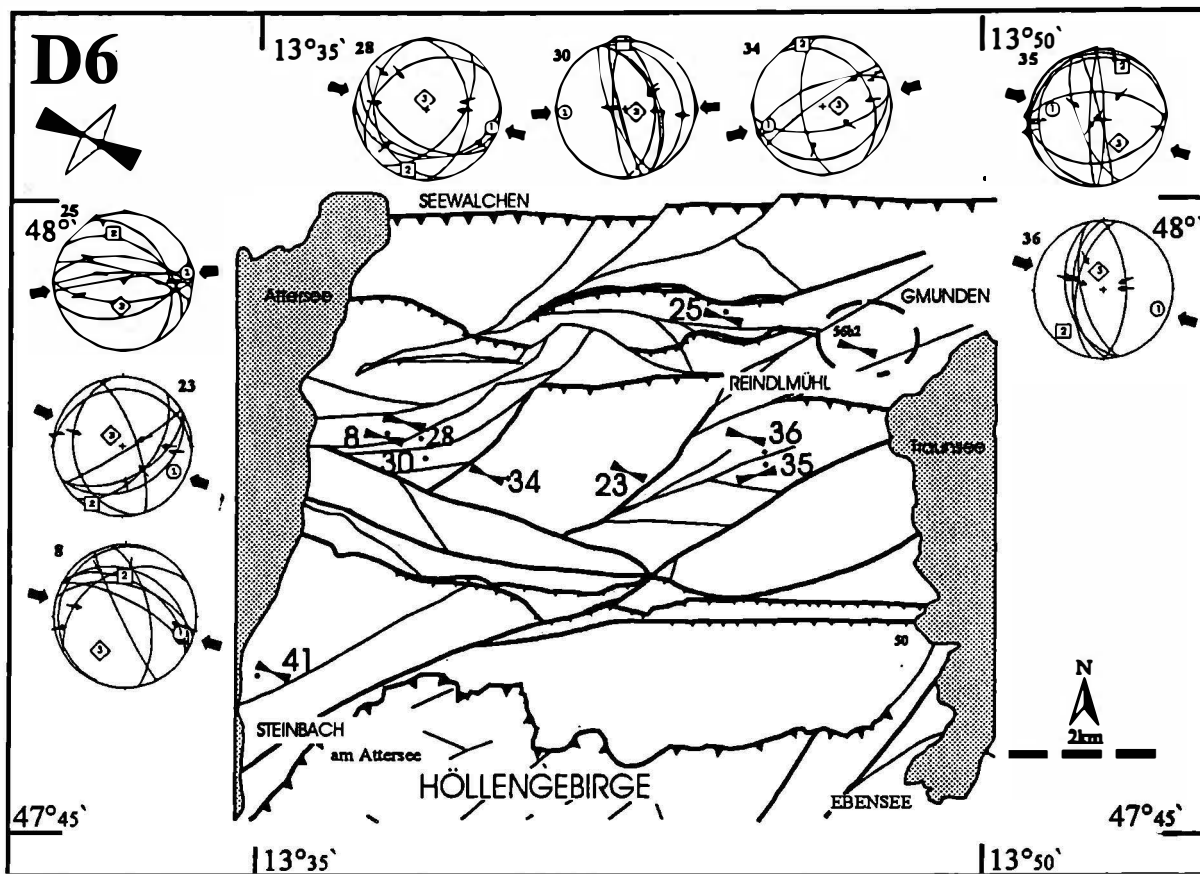 D6
13°35`
28
30
34
13°50`
35
25
48°`
48°`
36
23
8
SEEWALCHEN
Attersee
25
GMUNDEN
56b2
REINDLMÜHL
8
28
36
30
34
23
35
Traunsee
41
50
STEINBACH
am Attersee
HÖLLENGEBIRGE
EBENSEE
N
2km
47°45`
47°45`
13°35`
13°50`